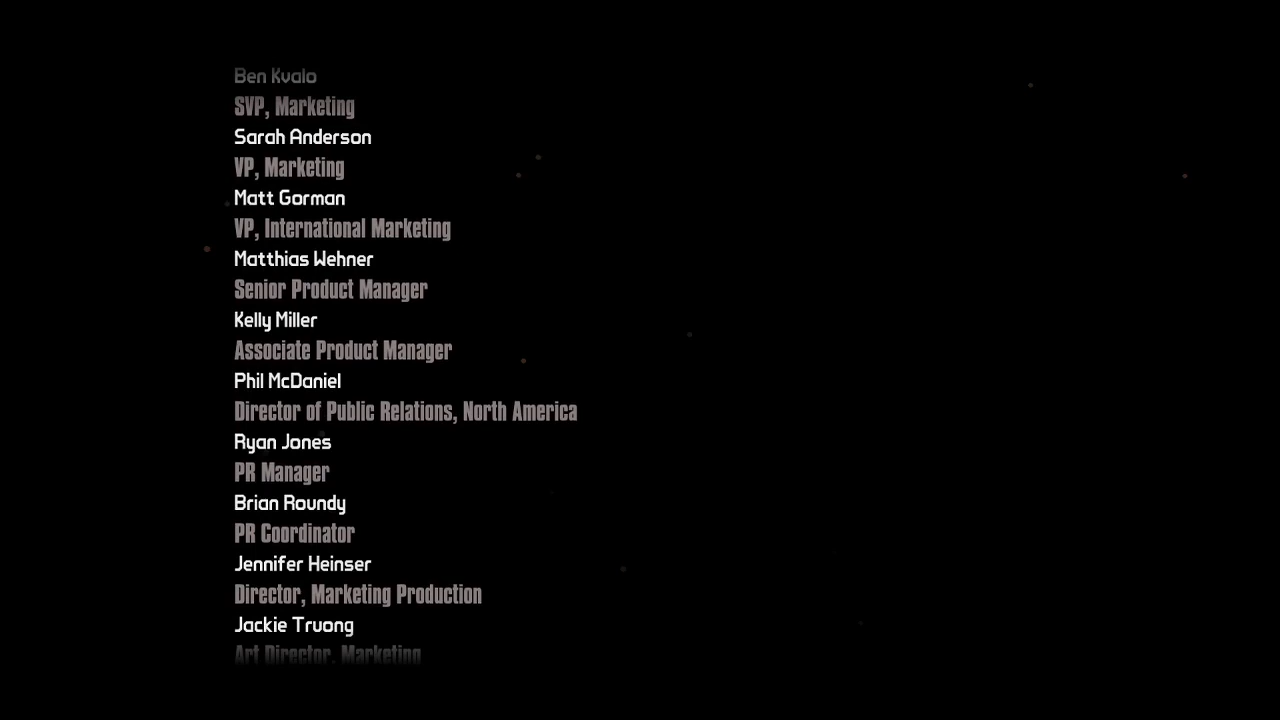 Ben Kvalo
SVP, Marketing
Sarah Anderson
VP, Marketing
Matt Gorman
VP, International Marketing
Matthias Wehner
Senior Product Manager
Kelly Miller
Associate Product Manager
Phil McDaniel
Director of Public Relations, North America
Ryan Jones
PR Manager
Brian Roundy
PR Coordinator
Jennifer Heinser
Director, Marketing Production
Jackie Truong
Art Director, Marketing